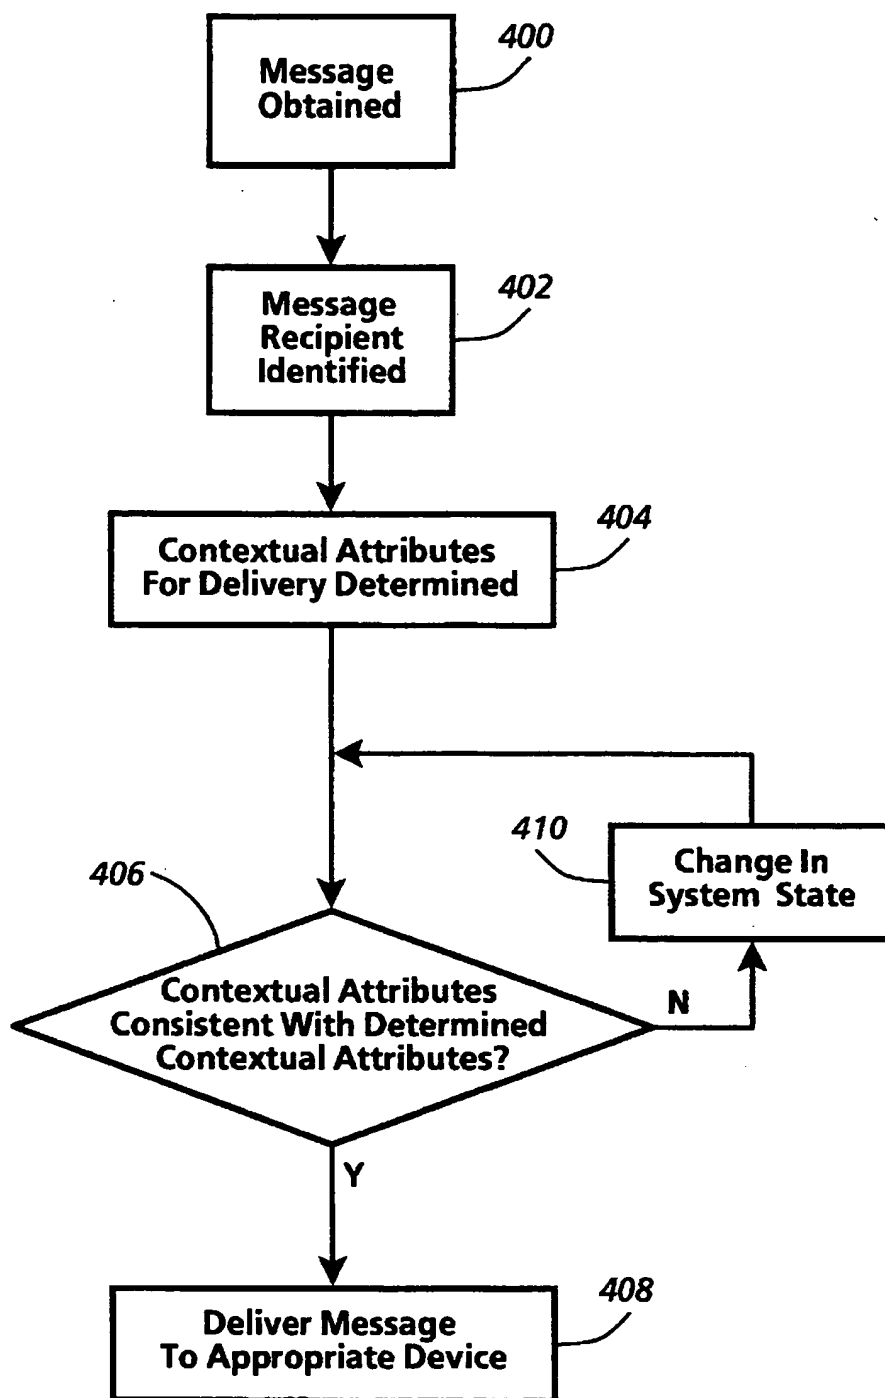 400
Message
Obtained
402
Message
Recipient
Identified
404
Contextual Attributes
For Delivery Determined
410
Change In
System State
406
Contextual Attributes
Consistent With Determined
Contextual Attributes?
N
Y
408
Deliver Message
To Appropriate Device